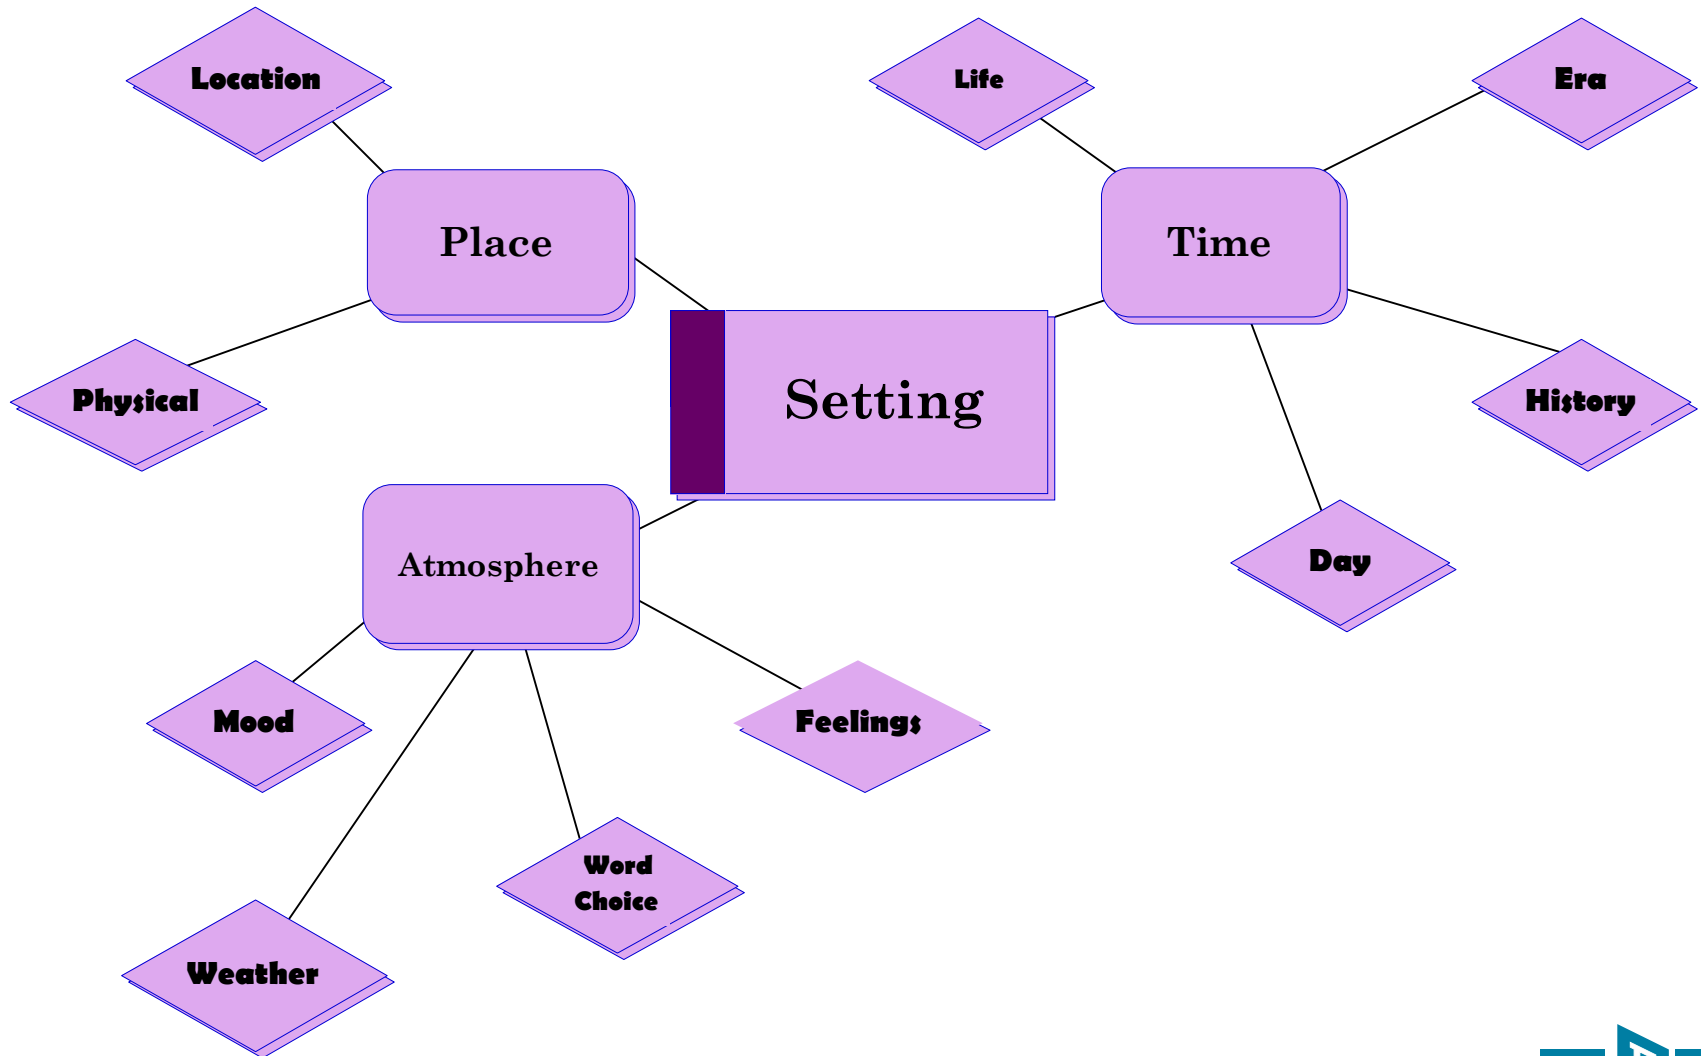 Location
Life
Era
Place
Time
Physical
Setting
History
Atmosphere
Day
Mood
Feelings
Word
Choice
Weather